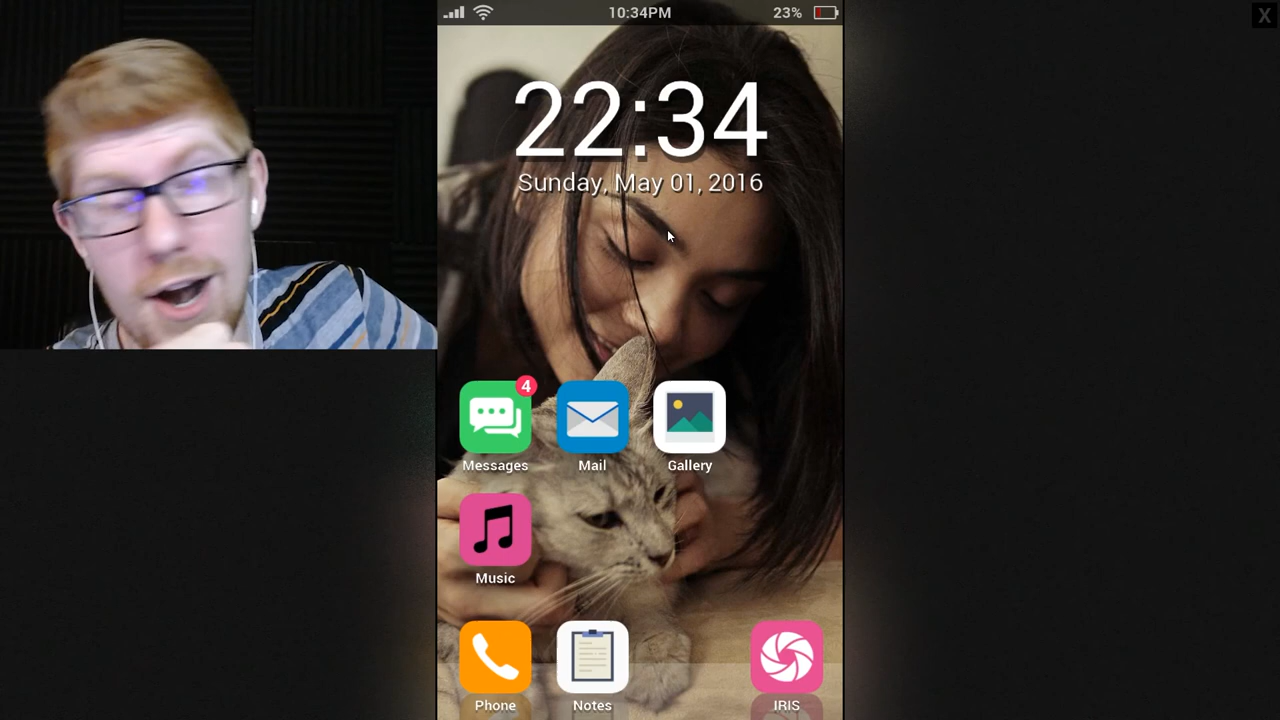 10:34PM
23%
X
22:34
Sunday, May 01, 2016
4
Messages
Mail
Gallery
Music
Phone
Notes
IRIS